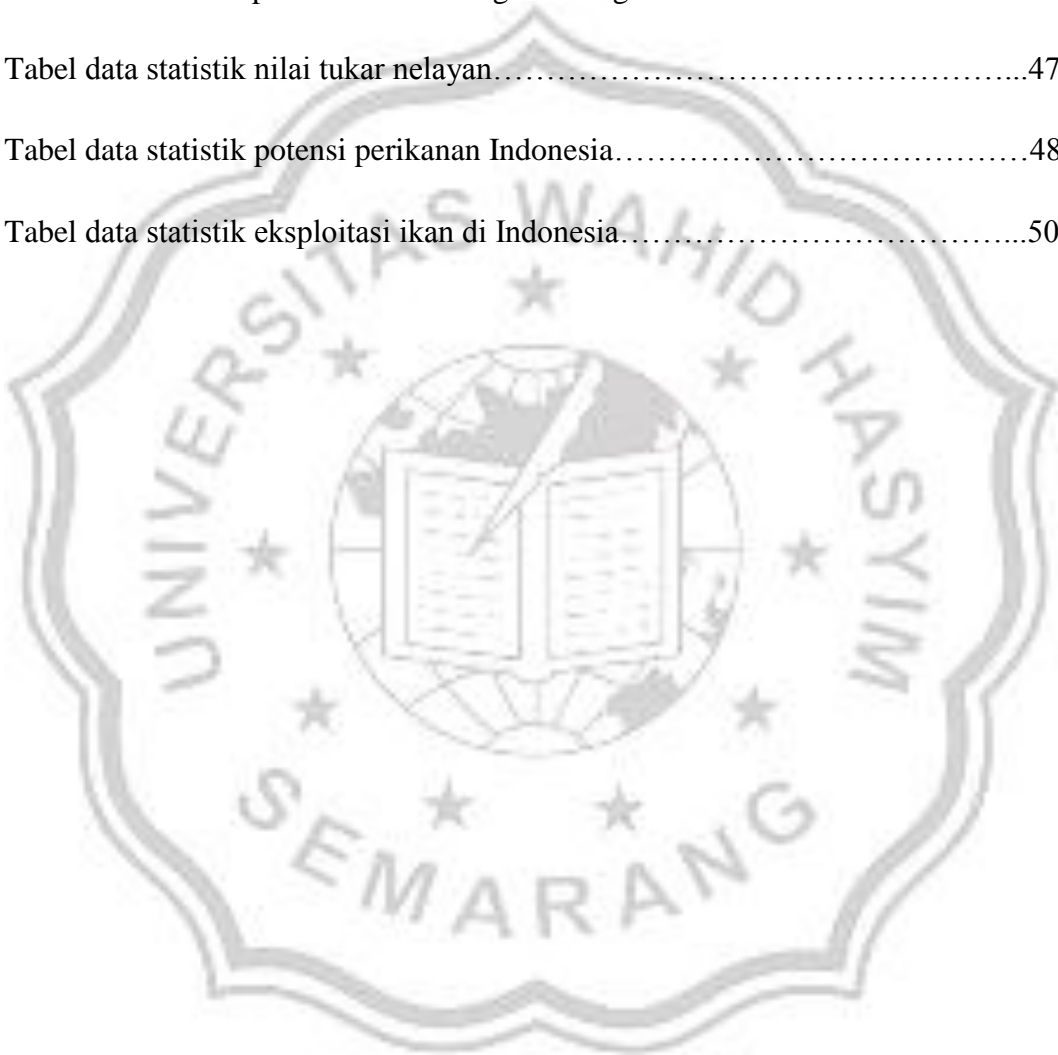 Tabel data statistik nilai tukar nelayan…………………………………………...47
Tabel data statistik potensi perikanan Indonesia…………………………………48
Tabel data statistik eksploitasi ikan di Indonesia………………………………...50
UNIVERSITAS WAHID HASYIM
SEMARANG